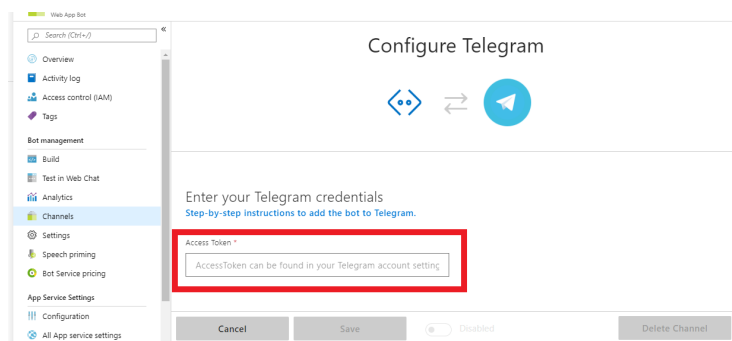 Web App Bot
Search (Ctrl+/)
«
Overview
Activity log
Access control (IAM)
Tags
Bot management
Build
Test in Web Chat
Analytics
Channels
Settings
Speech priming
Bot Service pricing
App Service Settings
Configuration
All App service settings
Configure Telegram
Enter your Telegram credentials
Step-by-step instructions to add the bot to Telegram.
Access Token *
AccessToken can be found in your Telegram account setting
Cancel
Save
Disabled
Delete Channel